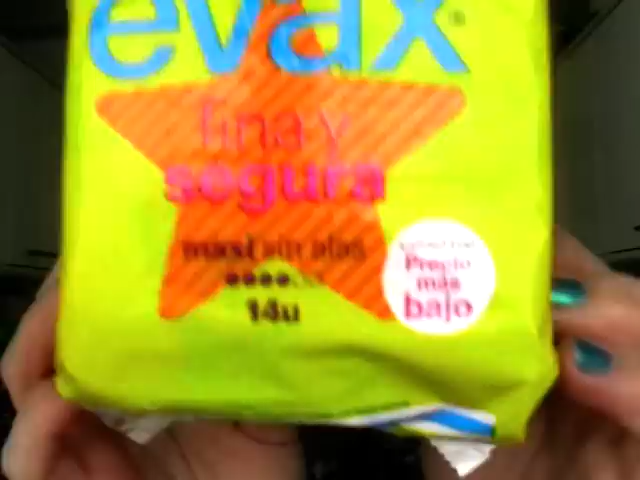 evax
fina y
segura
maxi sin alas
14u
Precio
más
bajo